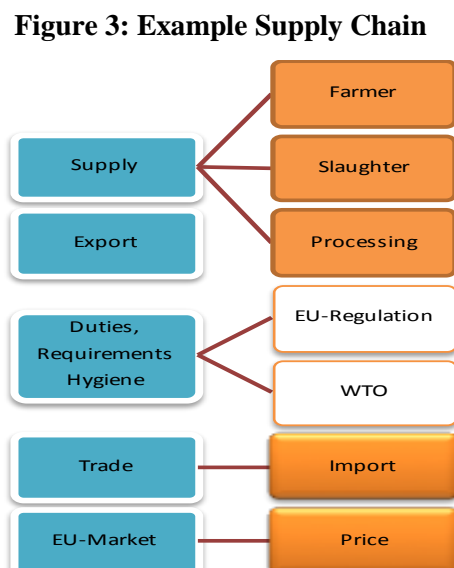 Figure 3: Example Supply Chain
Farmer
Supply
Slaughter
Export
Processing
Duties,
Requirements
Hygiene
EU-Regulation
WTO
Trade
Import
EU-Market
Price